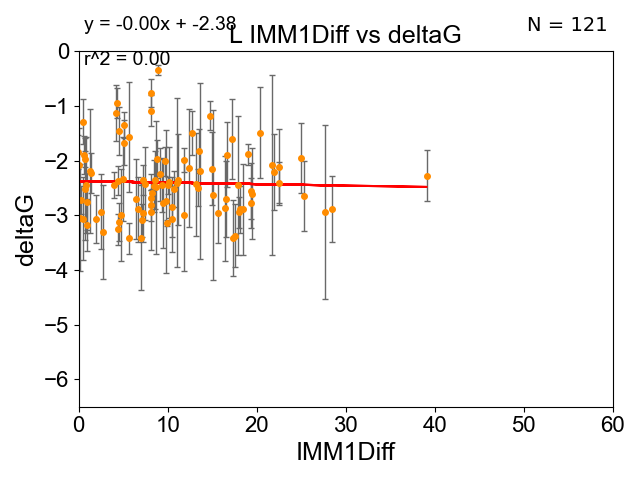 y = -0.00x + -2.38
N = 121
L IMM1Diff vs deltaG
r^2 = 0.00
0
−1
−2
−3
−4
−5
−6
deltaG
0 10 20 30 40 50 60
IMM1Diff